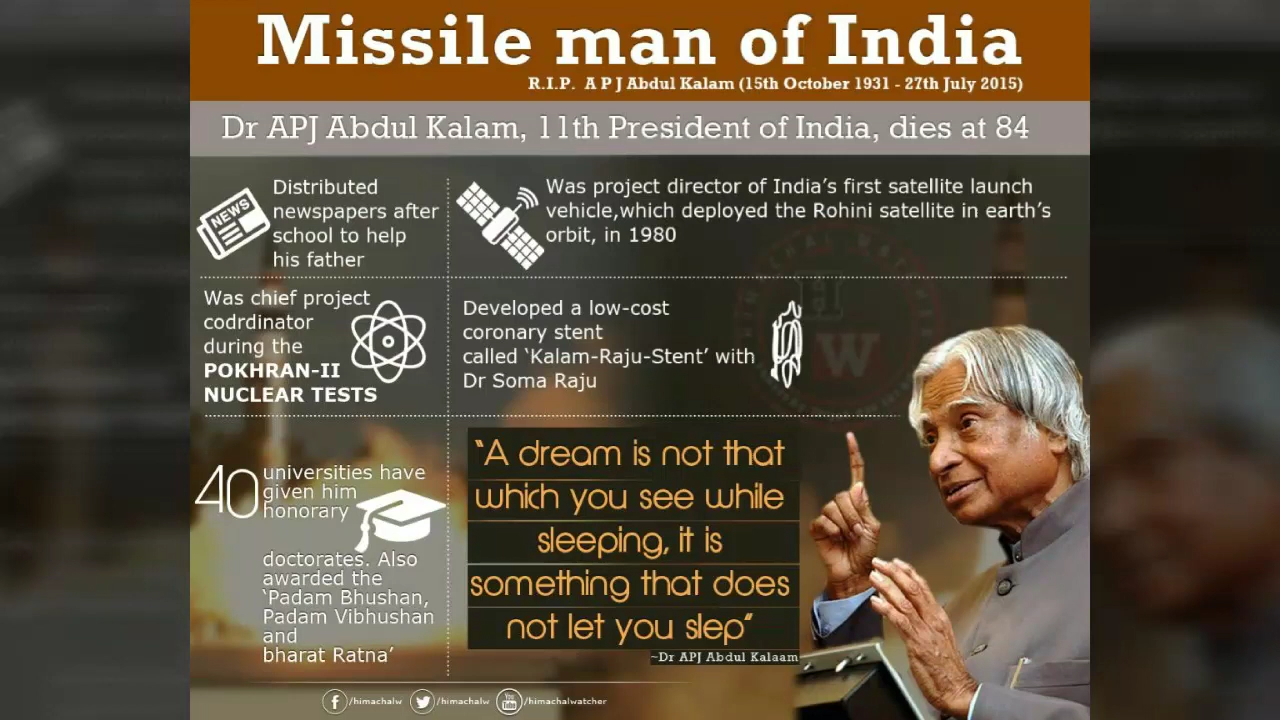 Missile man of India
R.I.P. A P J Abdul Kalam (15th October 1931 - 27th July 2015)
Dr APJ Abdul Kalam, 11th President of India, dies at 84
NEWS
Distributed
newspapers after
school to help
his father
Was project director of India's first satellite launch
vehicle,which deployed the Rohini satellite in earth's
orbit, in 1980
Was chief project
codrdinator
during the
POKHRAN-II
NUCLEAR TESTS
Developed a low-cost
coronary stent
called 'Kalam-Raju-Stent' with
Dr Soma Raju
40
universities have
given him
honorary
doctorates. Also
awarded the
'Padam Bhushan,
Padam Vibhushan
and
bharat Ratna'
"A dream is not that
which you see while
sleeping, it is
something that does
not let you slep"
~Dr APJ Abdul Kalaam
/himachalw
/himachalw
You
Tube
/himachalwatcher